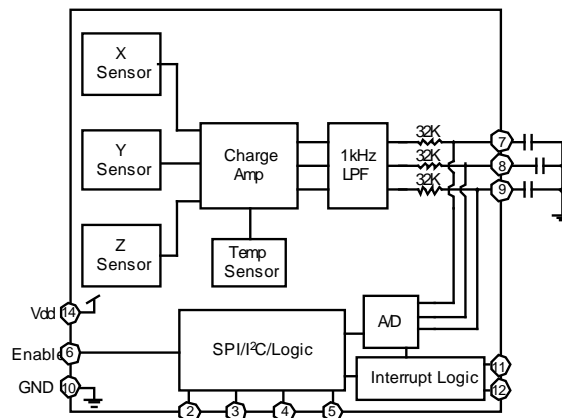 X
Sensor
Y
Sensor
Z
Sensor
Charge
Amp
Temp
Sensor
1kHz
LPF
32K
32K
32K
7
8
9
Vdd
14
Enable
6
GND
10
SPI/I²C/Logic
A/D
Interrupt Logic
11
12
2
3
4
5